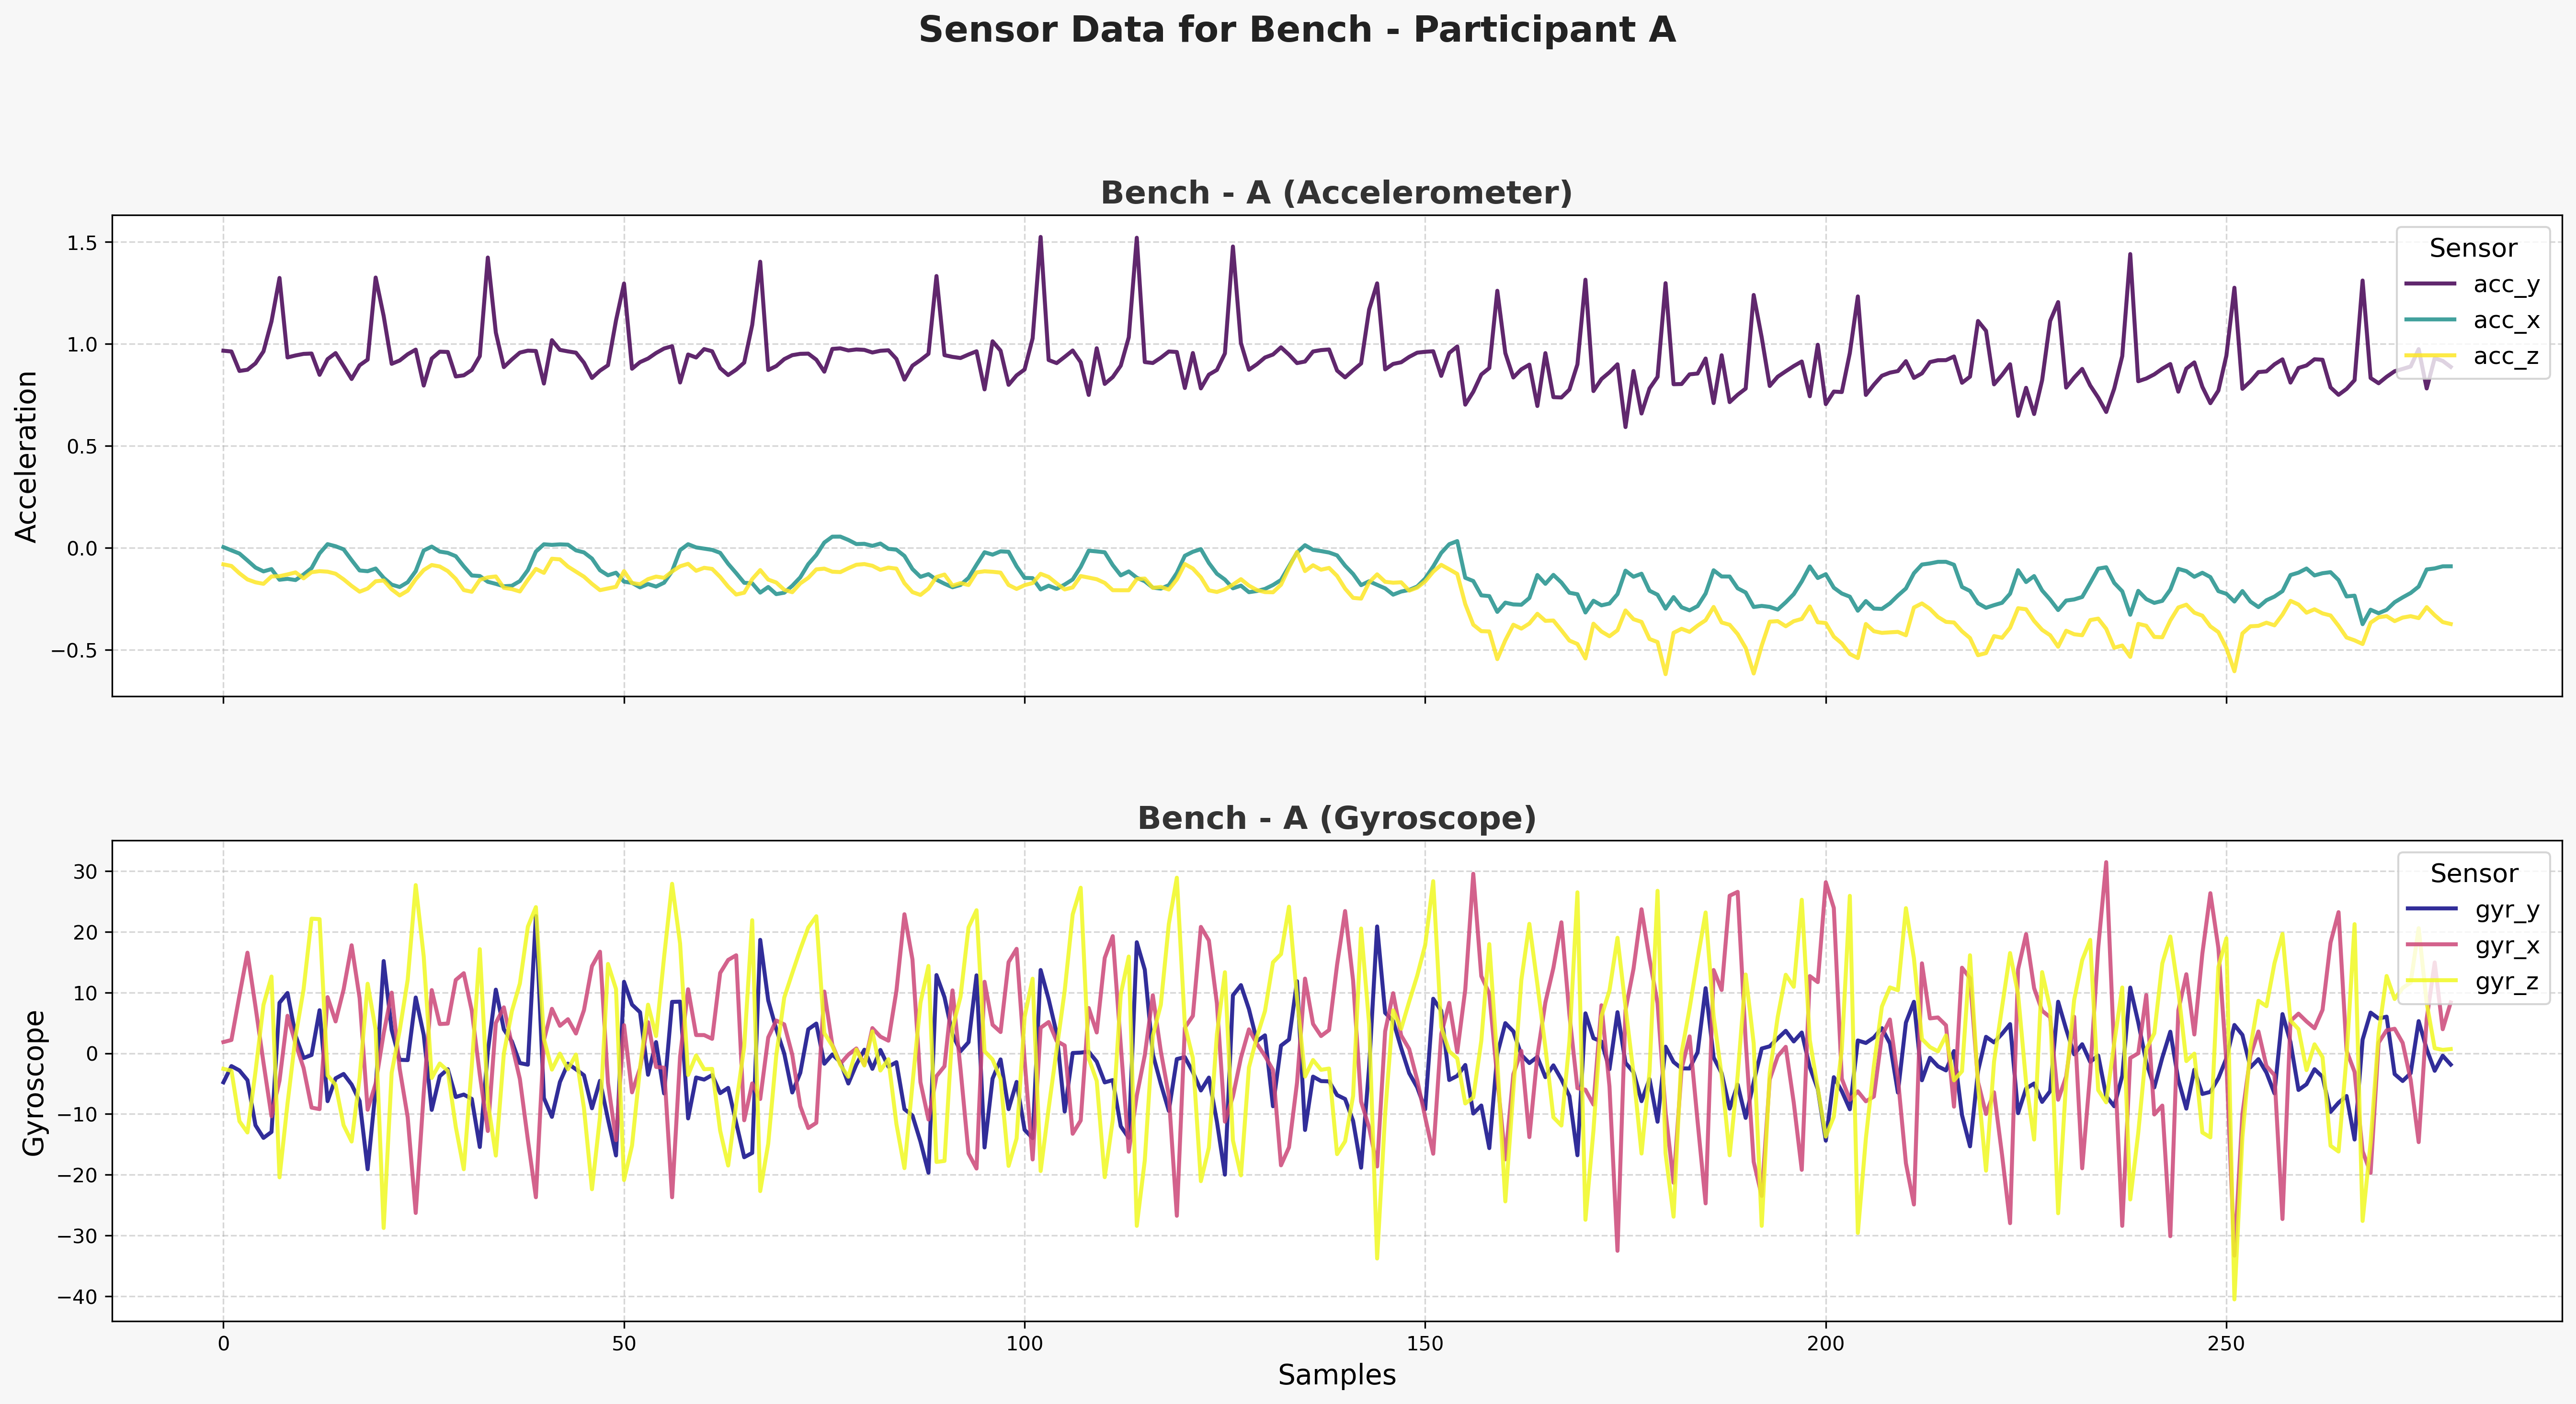 Sensor Data for Bench - Participant A
Bench - A (Accelerometer)
Acceleration
1.5
1.0
0.5
0.0
−0.5
Sensor
acc_y
acc_x
acc_z
Bench - A (Gyroscope)
Gyroscope
30
20
10
0
−10
−20
−30
−40
Sensor
gyr_y
gyr_x
gyr_z
0
50
100
150
200
250
Samples